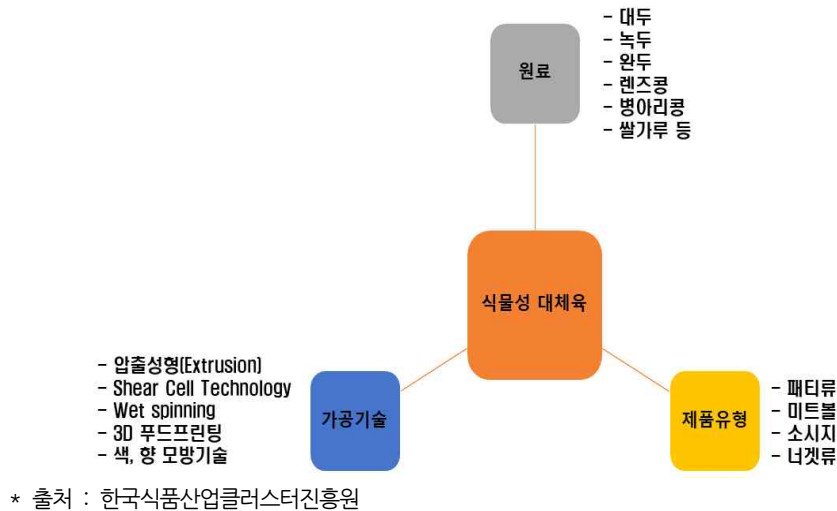 원료
- 대두
- 녹두
- 완두
- 렌즈콩
- 병아리콩
- 쌀가루 등
식물성 대체육
- 압출성형(Extrusion)
- Shear Cell Technology
- Wet spinning
- 3D 푸드프린팅
- 색, 향 모방기술
가공기술
제품유형
- 패티류
- 미트볼
- 소시지
- 너겟류
* 출처 : 한국식품산업클러스터진흥원